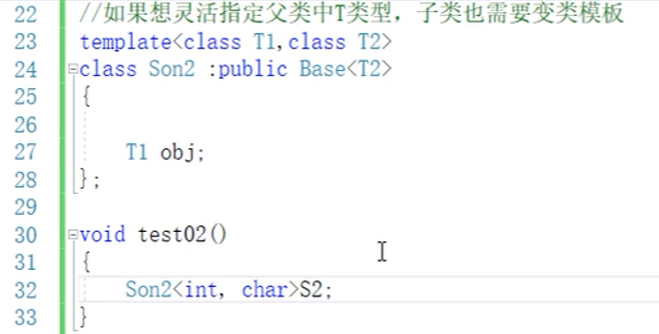 22 //如果想灵活指定父类中T类型，子类也需要变类模板
23 template<class T1,class T2>
24 class Son2 :public Base<T2>
25 {
26
27 T1 obj;
28 };
29
30 void test02()
31 {
32 Son2<int, char>S2;
33 }